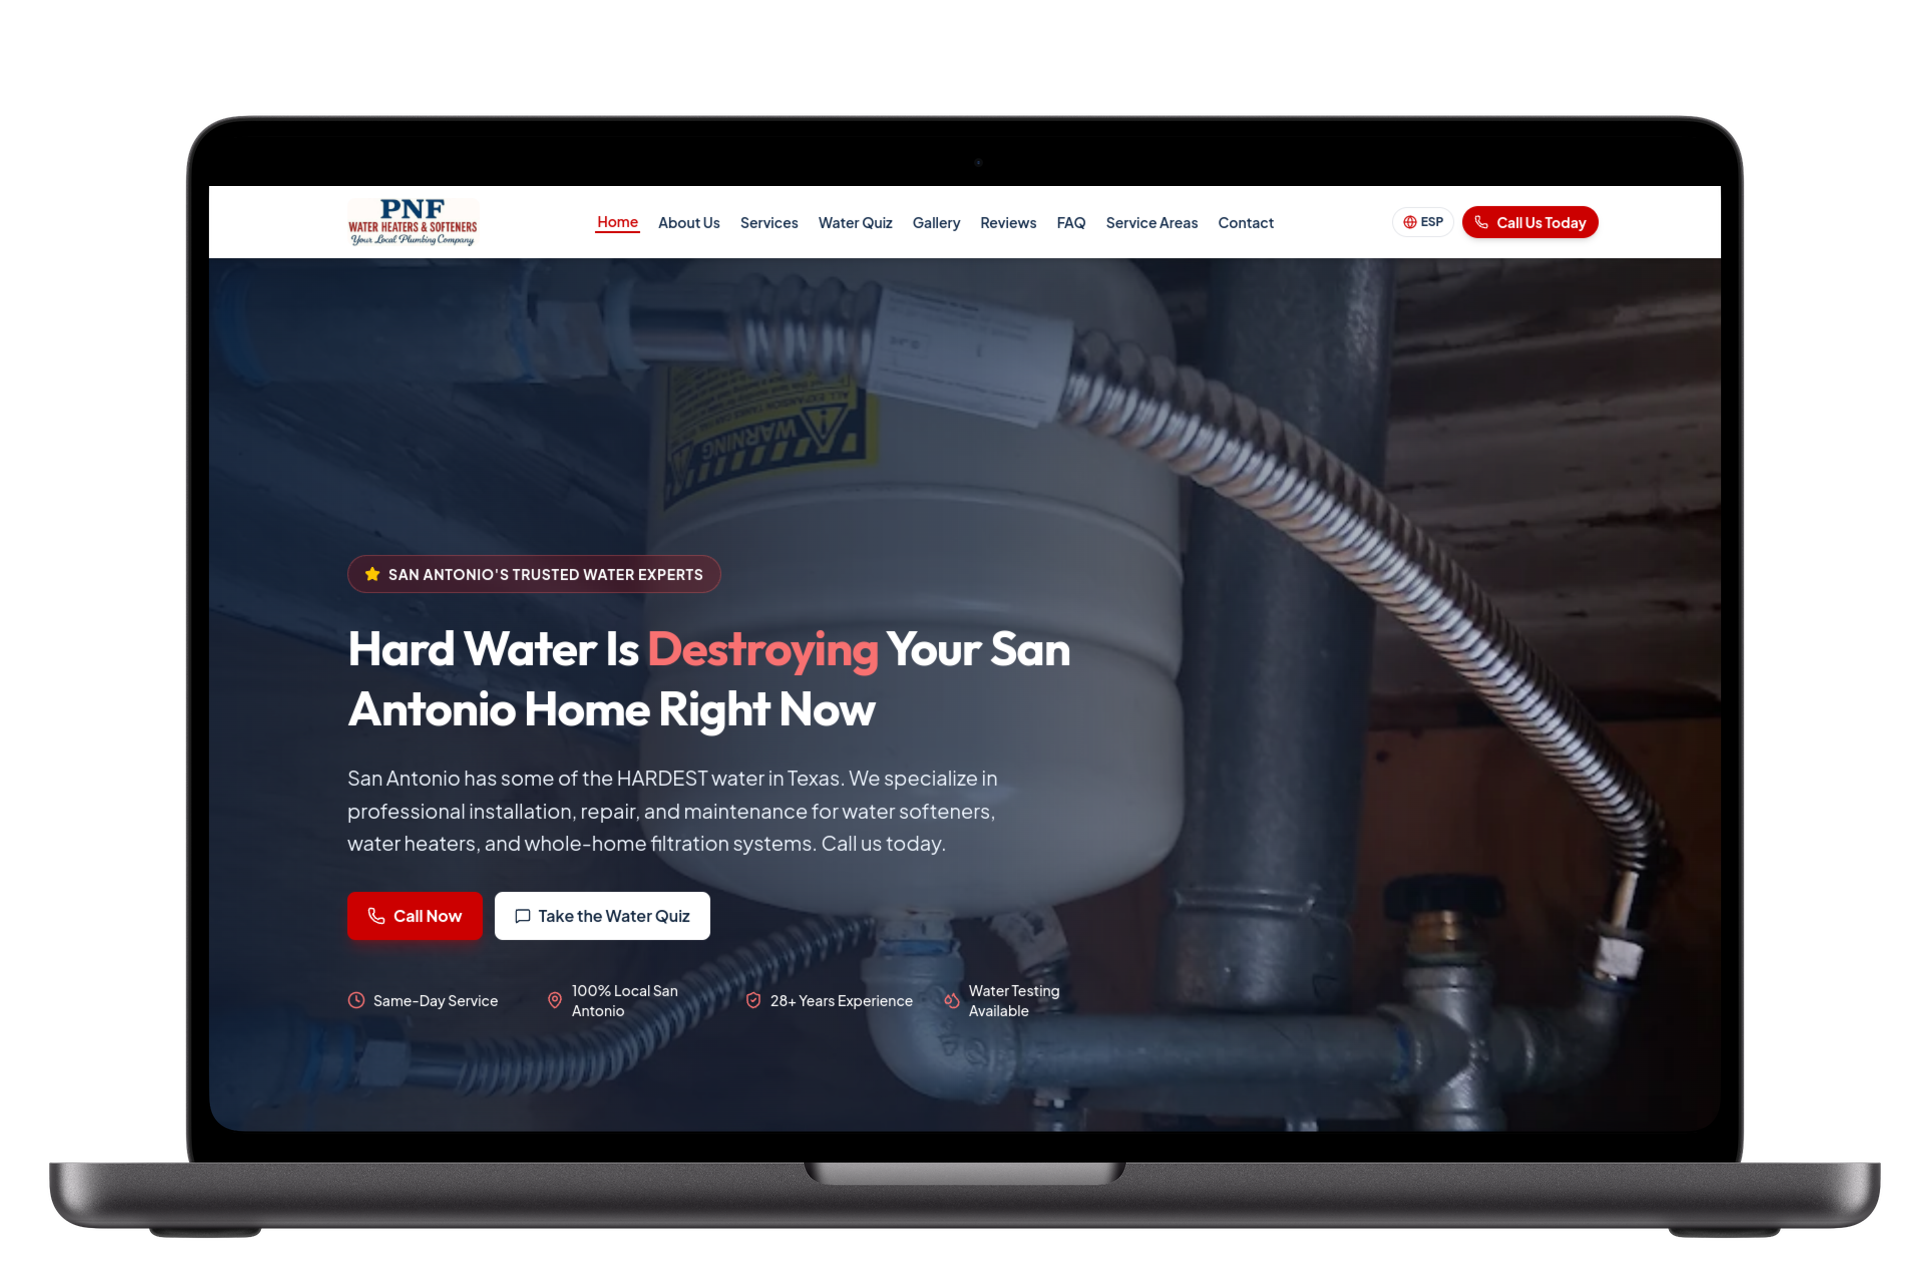 PNF
WATER HEATERS & SOFTENERS
Your Local Plumbing Company
Home
About Us
Services
Water Quiz
Gallery
Reviews
FAQ
Service Areas
Contact
ESP
Call Us Today
WARNING
SAN ANTONIO'S TRUSTED WATER EXPERTS
Hard Water Is Destroying Your San
Antonio Home Right Now
San Antonio has some of the HARDEST water in Texas. We specialize in
professional installation, repair, and maintenance for water softeners,
water heaters, and whole-home filtration systems. Call us today.
Call Now
Take the Water Quiz
Same-Day Service
100% Local San
Antonio
28+ Years Experience
Water Testing
Available